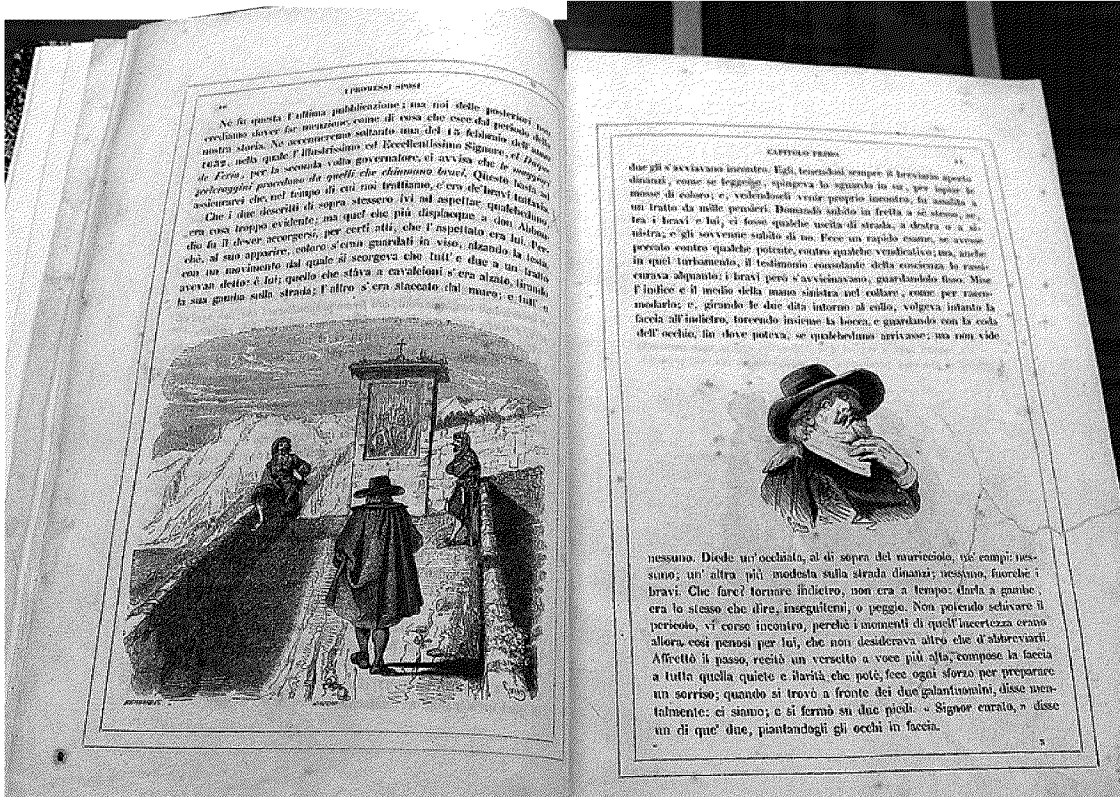 I PROMESSI SPOSI
Nè fu questa l'ultima pubblicazione; ma noi delle posteriori non
crediamo dover far menzione, come di cosa che esce dal periodo della
nostra storia. Ne accenneremo soltanto una del 13 febbraio dell'anno
1632, nella quale l'Illustrissimo ed Eccellentissimo Signore, el Duque
de Feria, per la seconda volta governatore, ci avvisa che le maggiori
sceleraggini procedano da quelli che chiamano bravi. Questo basta ad
assicurarci che, nel tempo di cui noi trattiamo, c'era de' bravi tuttavia.
Che i due descritti di sopra stessero ivi ad aspettar qualcheduno,
era cosa troppo evidente; ma quel che più dispiacque a don Abbon-
dio fu il dover accorgersi, per certi atti, che l'aspettato era lui. Per-
chè, al suo apparire, coloro s'eran guardati in viso, alzando la testa,
con un movimento dal quale si scorgeva che tutt'e due a un tratto
avevan detto: è lui; quello che stava a cavalcioni s'era alzato, tirando
la sua gamba sulla strada; l'altro s'era staccato dal muro; e tutt'e
CAPITOLO PRIMO
due gli s'avviavano incontro. Egli, tenendosi sempre il breviario aperto
dinanzi, come se leggesse, spingeva lo sguardo in su, per ispiar le
mosse di coloro; e, vedendoseli venir proprio incontro, fu assalito a
un tratto da mille pensieri. Domandò subito in fretta a sè stesso, se,
tra i bravi e lui, ci fosse qualche uscita di strada, a destra o a si-
nistra; e gli sovvenne subito di no. Fece un rapido esame, se avesse
peccato contro qualche potente, contro qualche vendicativo; ma, anche
in quel turbamento, il testimonio consolante della coscienza lo rassi-
curava alquanto: i bravi però s'avvicinavano, guardandolo fisso. Mise
l'indice e il medio della mano sinistra nel collare, come per racco-
modarlo; e, girando le due dita intorno al collo, volgeva intanto la
faccia all'indietro, torcendo insieme la bocca, e guardando con la coda
dell'occhio, fin dove poteva, se qualcheduno arrivasse; ma non vide
nessuno. Diede un'occhiata, al di sopra del muricciolo, ne' campi: nes-
suno; un'altra più modesta sulla strada dinanzi; nessuno, fuorchè i
bravi. Che fare? tornare indietro, non era a tempo: darla a gambe,
era lo stesso che dire, inseguitemi, o peggio. Non potendo schivare il
pericolo, vi corse incontro, perchè i momenti di quell'incertezza erano
allora così penosi per lui, che non desiderava altro che d'abbreviarli.
Affrettò il passo, recitò un versetto a voce più alta, compose la faccia
a tutta quella quiete e ilarità che potè, fece ogni sforzo per preparare
un sorriso; quando si trovò a fronte dei due galantuomini, disse men-
talmente: ci siamo; e si fermò su due piedi. « Signor curato, » disse
un di que' due, piantandogli gli occhi in faccia.